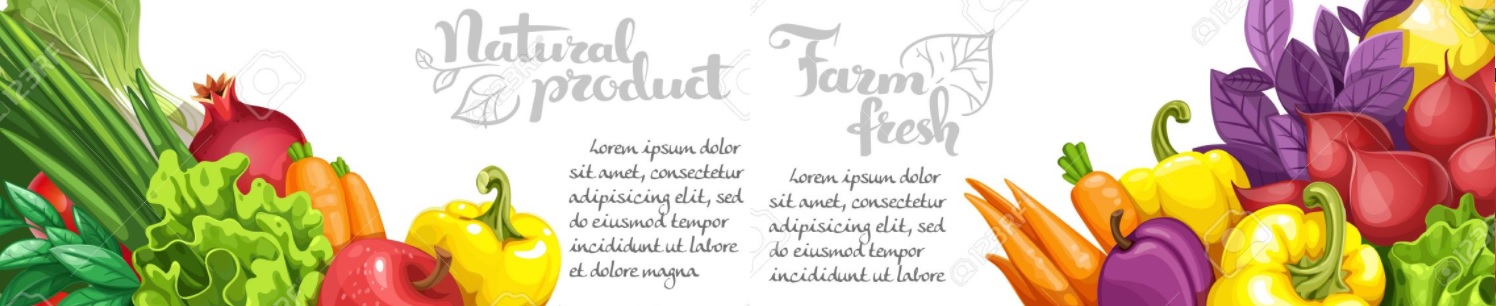 Natural
product
Lorem ipsum dolor
sit amet, consectetur
adipisicing elit, sed
do eiusmod tempor
incididunt ut labore
et dolore magna
Farm
fresh
Lorem ipsum dolor
sit amet, consectetur
adipisicing elit, sed
do eiusmod tempor
incididunt ut labore